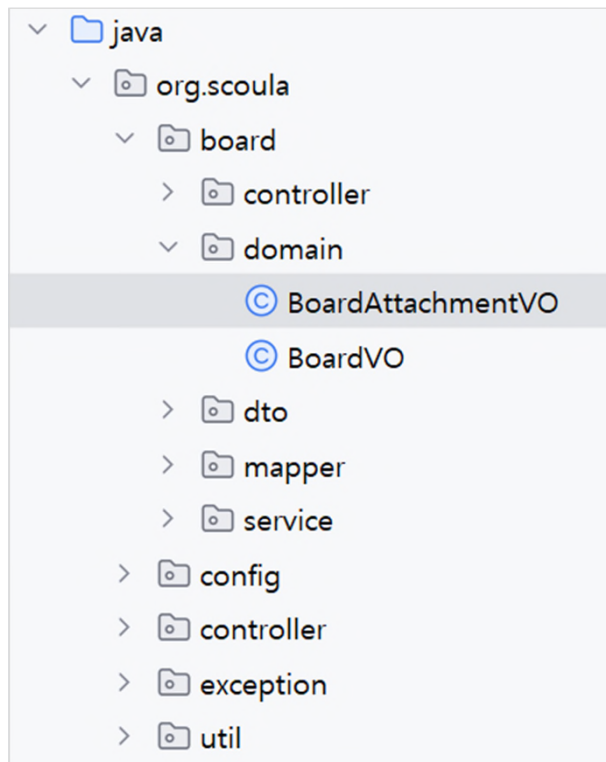 java
org.scoula
board
controller
domain
BoardAttachmentVO
BoardVO
dto
mapper
service
config
controller
exception
util